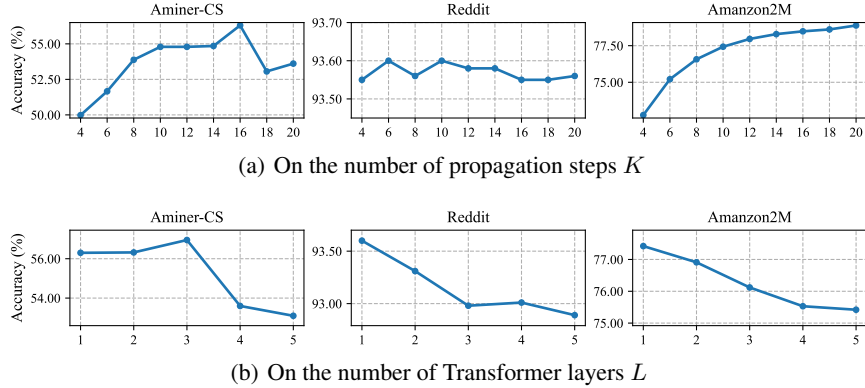 Aminer-CS Reddit Amanzon2M
Accuracy (%)
55.00
52.50
50.00
93.70
93.60
93.50
77.50
75.00
4 6 8 10 12 14 16 18 20 4 6 8 10 12 14 16 18 20 4 6 8 10 12 14 16 18 20
(a) On the number of propagation steps K
Aminer-CS Reddit Amanzon2M
Accuracy (%)
56.00
54.00
93.50
93.00
77.00
76.00
75.00
1 2 3 4 5 1 2 3 4 5 1 2 3 4 5
(b) On the number of Transformer layers L